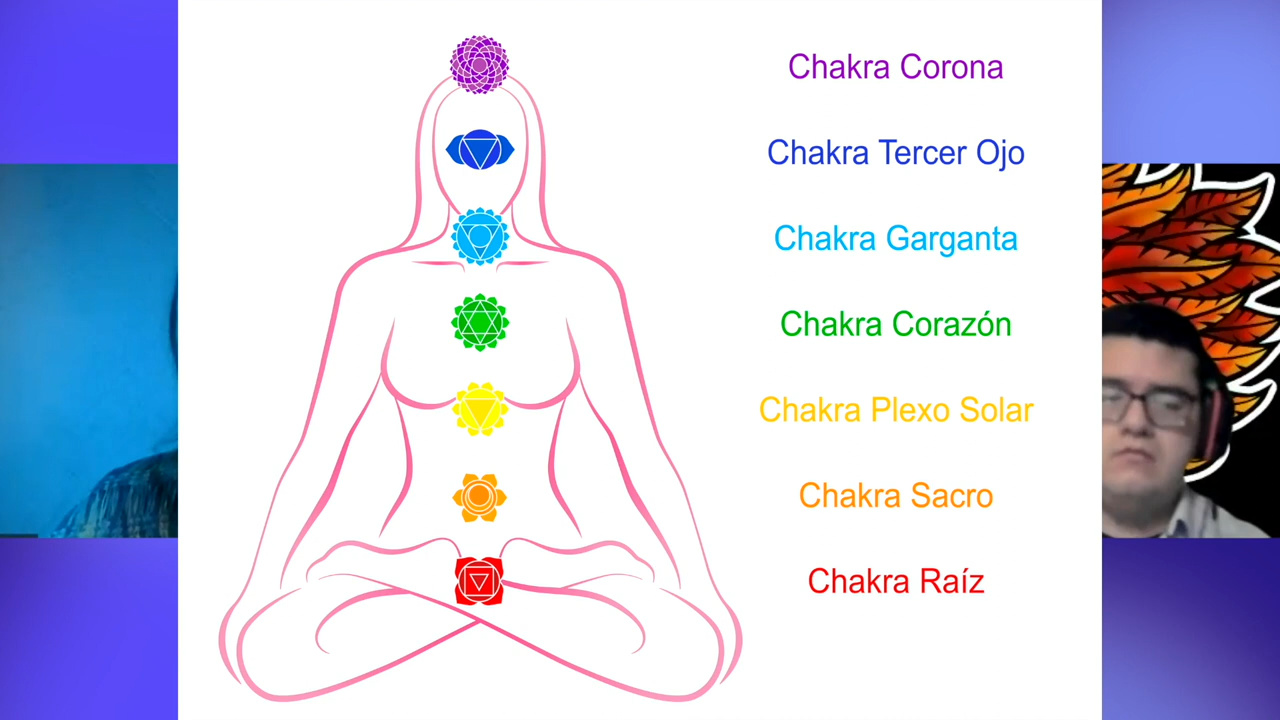 Chakra Corona
Chakra Tercer Ojo
Chakra Garganta
Chakra Corazón
Chakra Plexo Solar
Chakra Sacro
Chakra Raíz